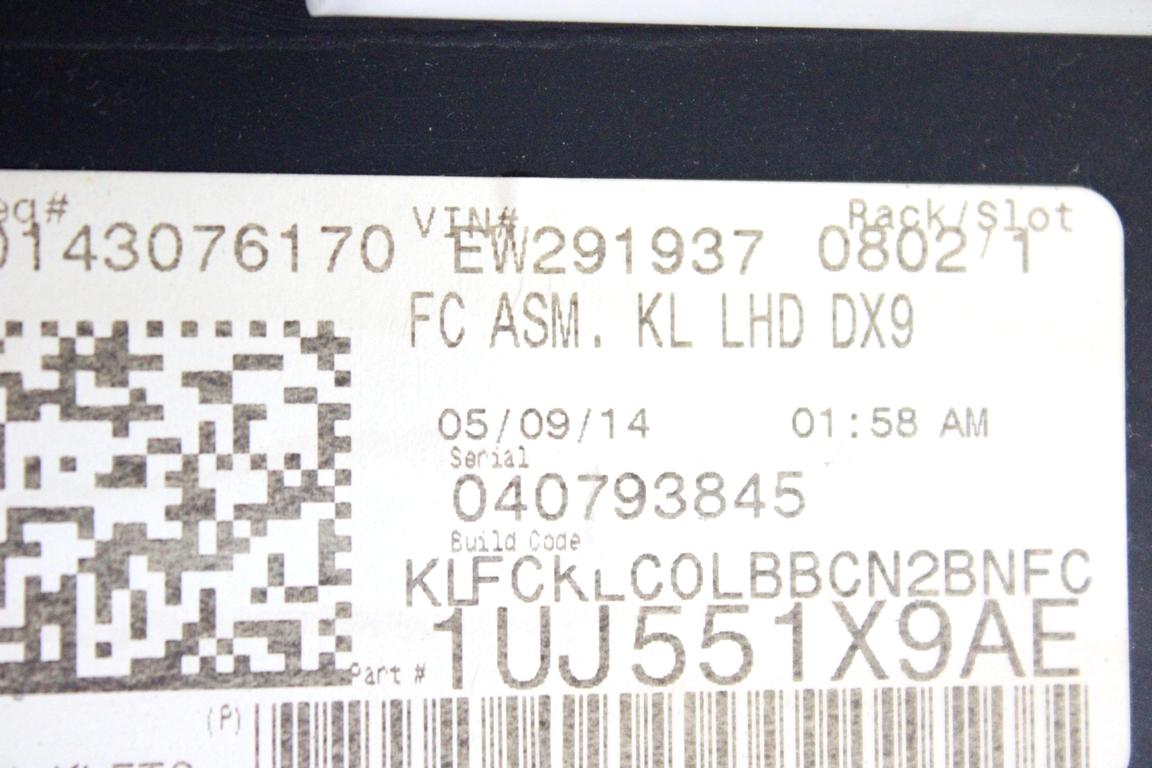 eq# VIN# Rack/Slot
0143076170 EW291937 0802/1
FC ASM. KL LHD DX9
05/09/14 01:58 AM
Serial
040793845
Build Code
KLFCKLCOLBBCN2BNFC
Part # 1UJ551X9AE
(P)